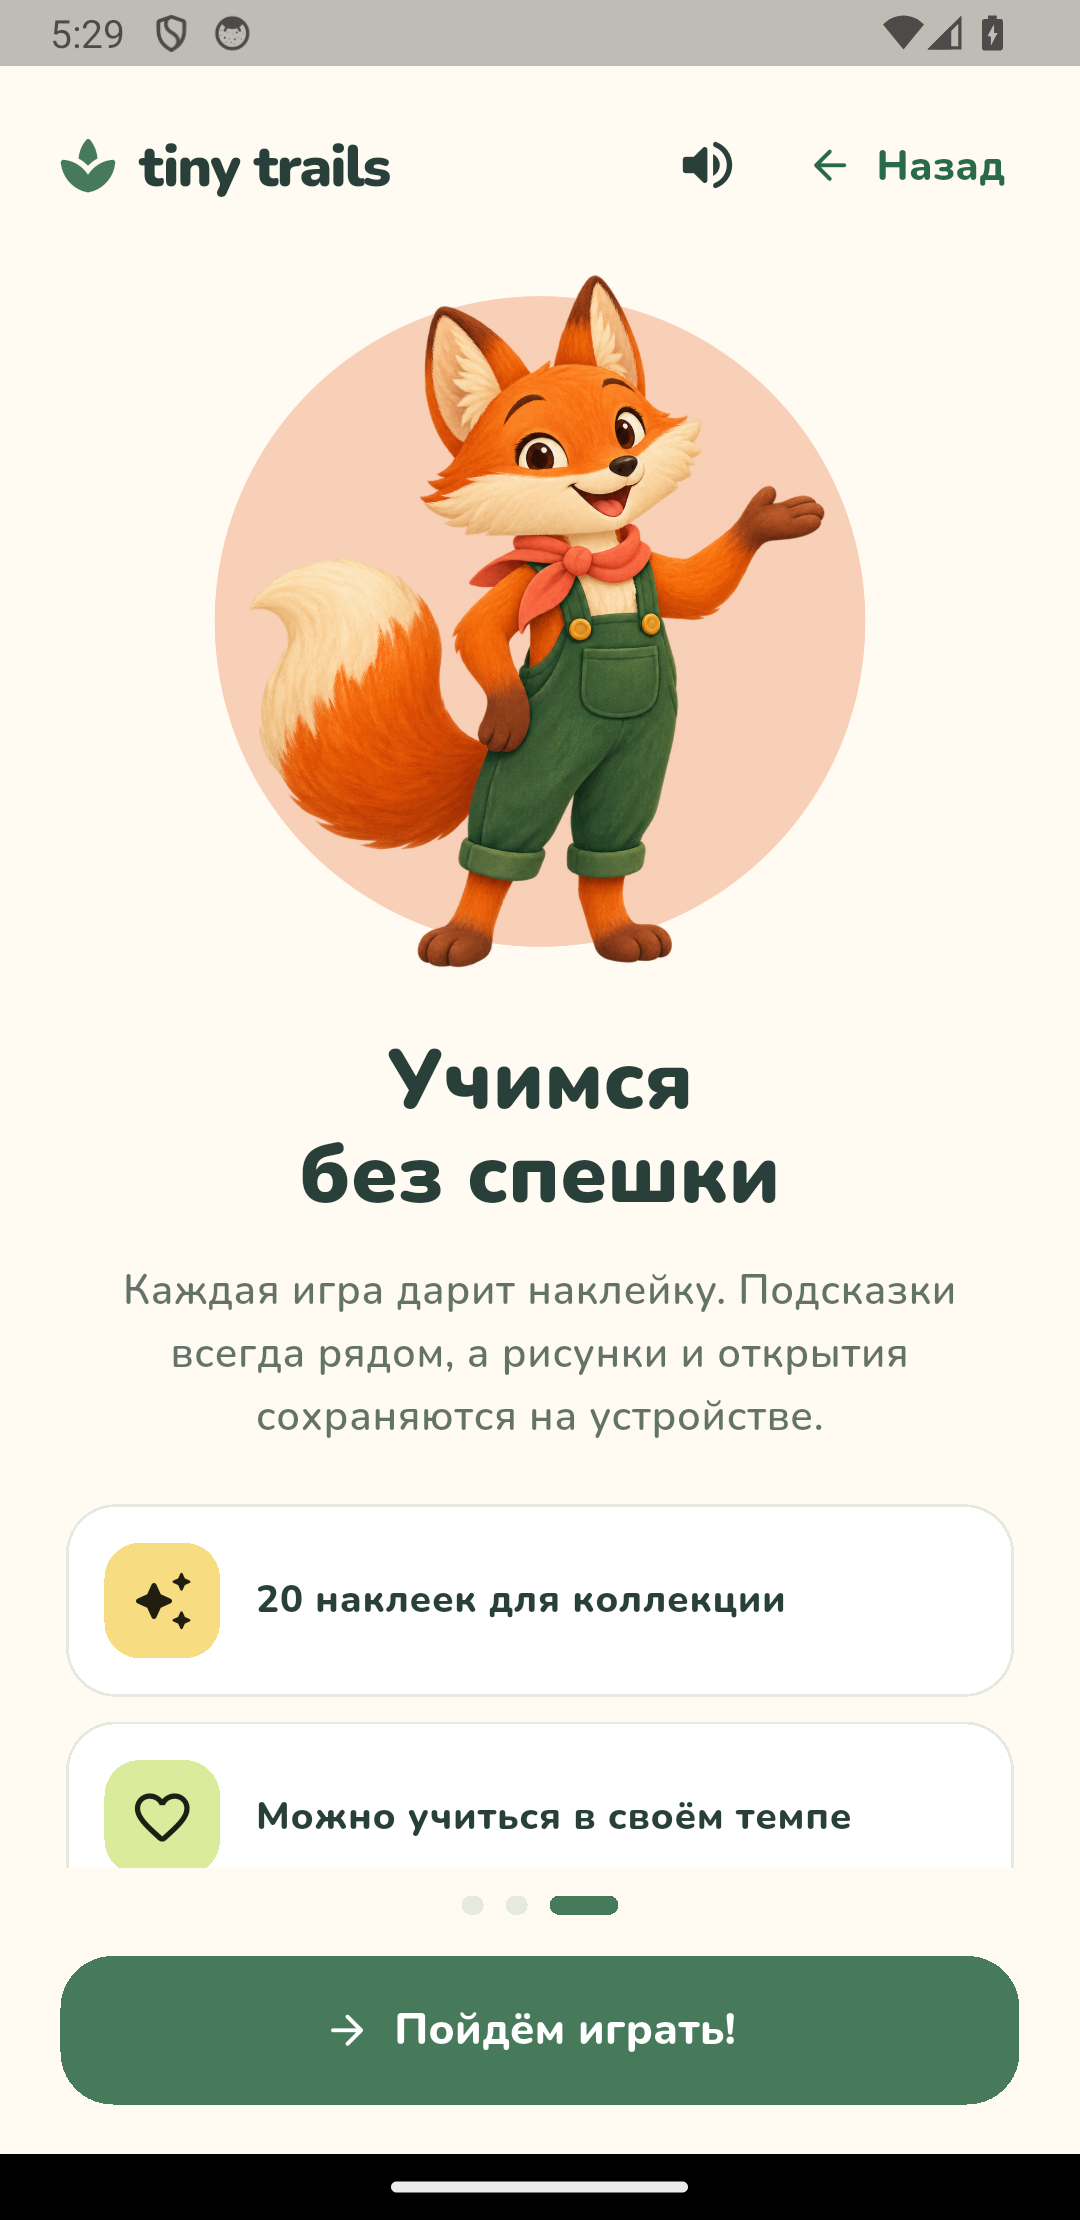 5:29
tiny trails
Назад
Учимся
без спешки
Каждая игра дарит наклейку. Подсказки
всегда рядом, а рисунки и открытия
сохраняются на устройстве.
20 наклеек для коллекции
Можно учиться в своём темпе
Пойдём играть!